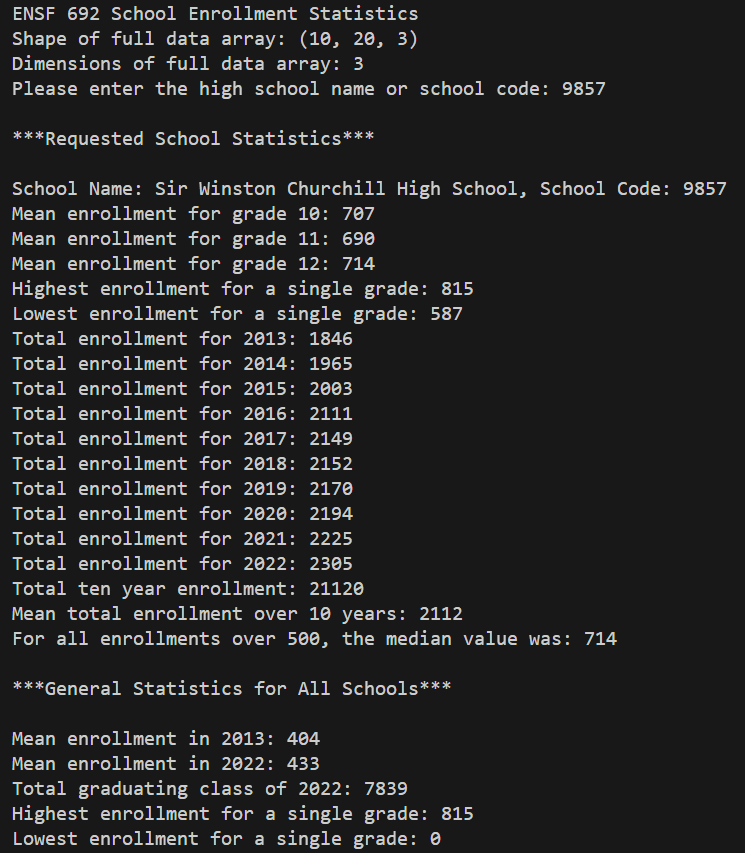 ENSF 692 School Enrollment Statistics
Shape of full data array: (10, 20, 3)
Dimensions of full data array: 3
Please enter the high school name or school code: 9857
***Requested School Statistics***
School Name: Sir Winston Churchill High School, School Code: 9857
Mean enrollment for grade 10: 707
Mean enrollment for grade 11: 690
Mean enrollment for grade 12: 714
Highest enrollment for a single grade: 815
Lowest enrollment for a single grade: 587
Total enrollment for 2013: 1846
Total enrollment for 2014: 1965
Total enrollment for 2015: 2003
Total enrollment for 2016: 2111
Total enrollment for 2017: 2149
Total enrollment for 2018: 2152
Total enrollment for 2019: 2170
Total enrollment for 2020: 2194
Total enrollment for 2021: 2225
Total enrollment for 2022: 2305
Total ten year enrollment: 21120
Mean total enrollment over 10 years: 2112
For all enrollments over 500, the median value was: 714
***General Statistics for All Schools***
Mean enrollment in 2013: 404
Mean enrollment in 2022: 433
Total graduating class of 2022: 7839
Highest enrollment for a single grade: 815
Lowest enrollment for a single grade: 0